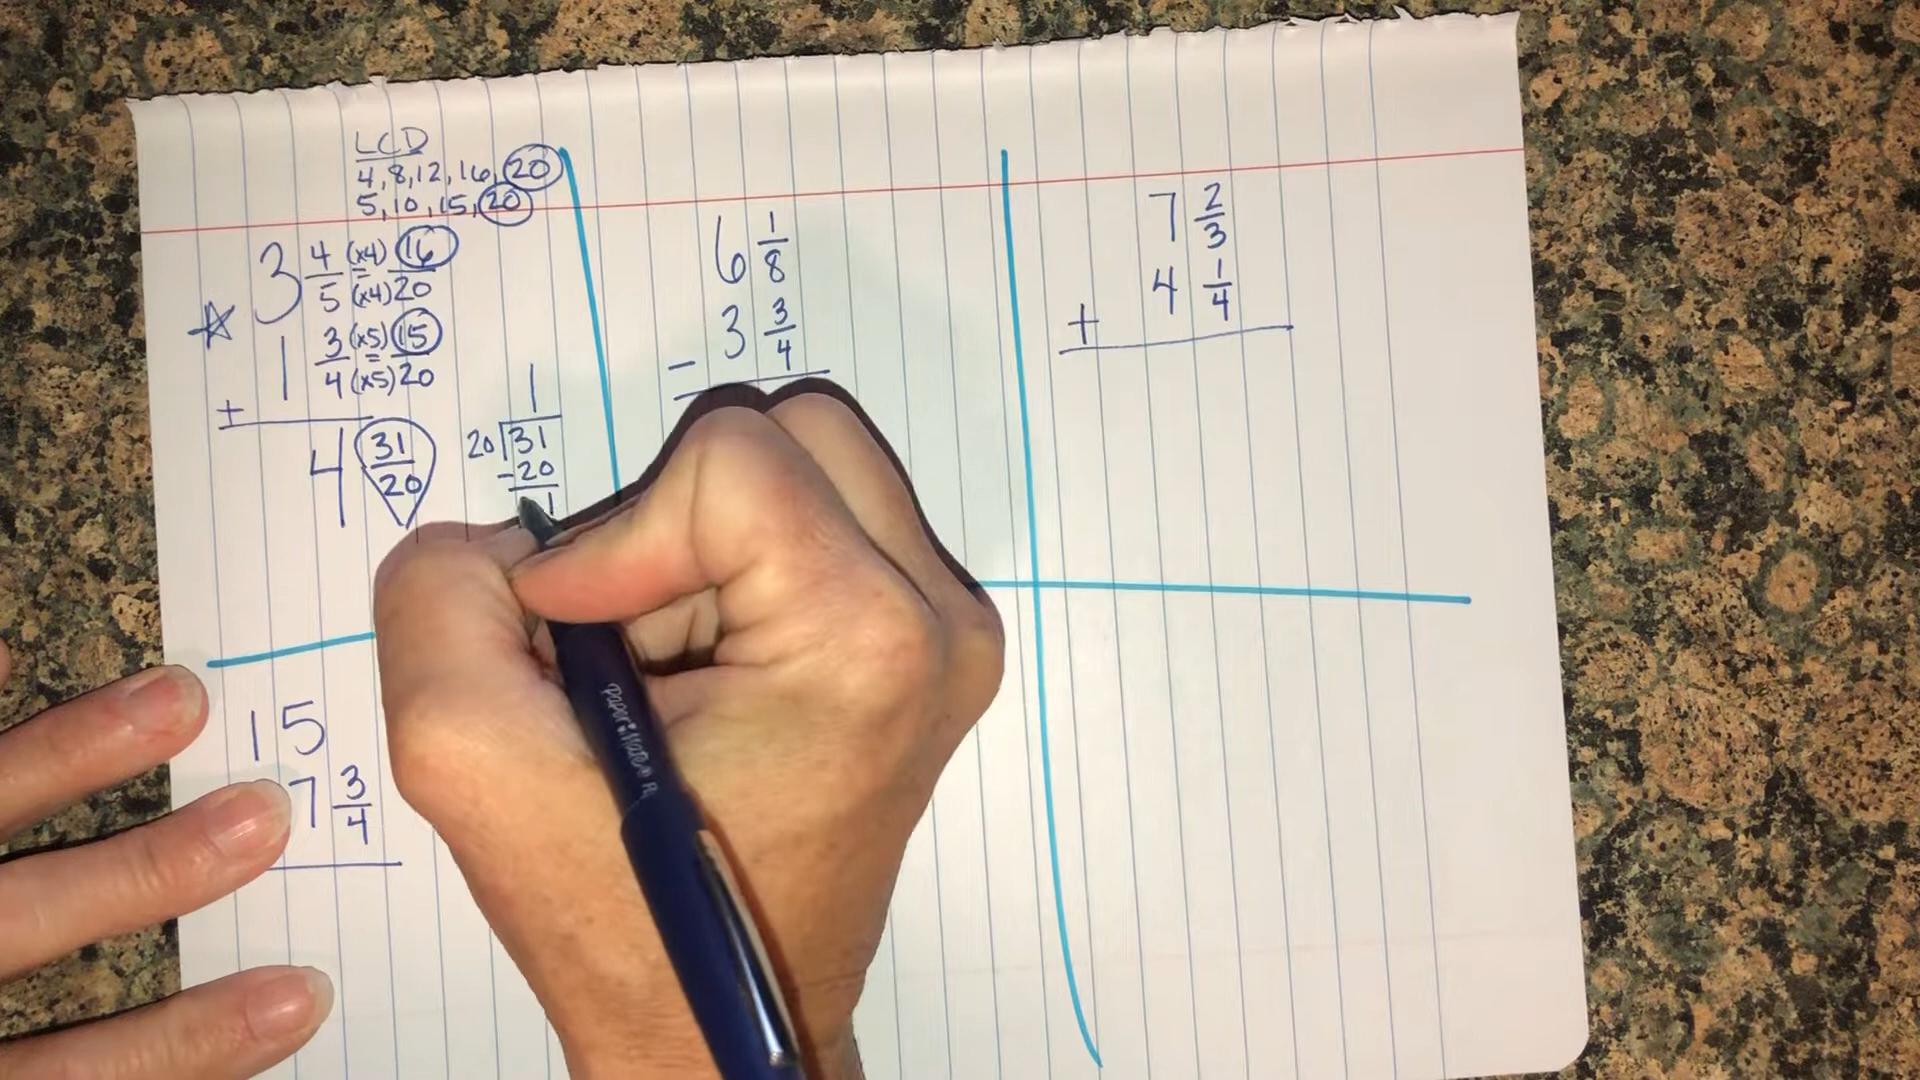 LCD
4, 8, 12, 16, 20
5, 10, 15, 20
3 4/5 (x4) = 16
(x4) 20
1 3/4 (x5) = 15
(x5) 20
+
4 31/20
1
20 31
-20
1
6 1/8
3 3/4
-
7 2/3
4 1/4
+
15
7 3/4
Paper Mate